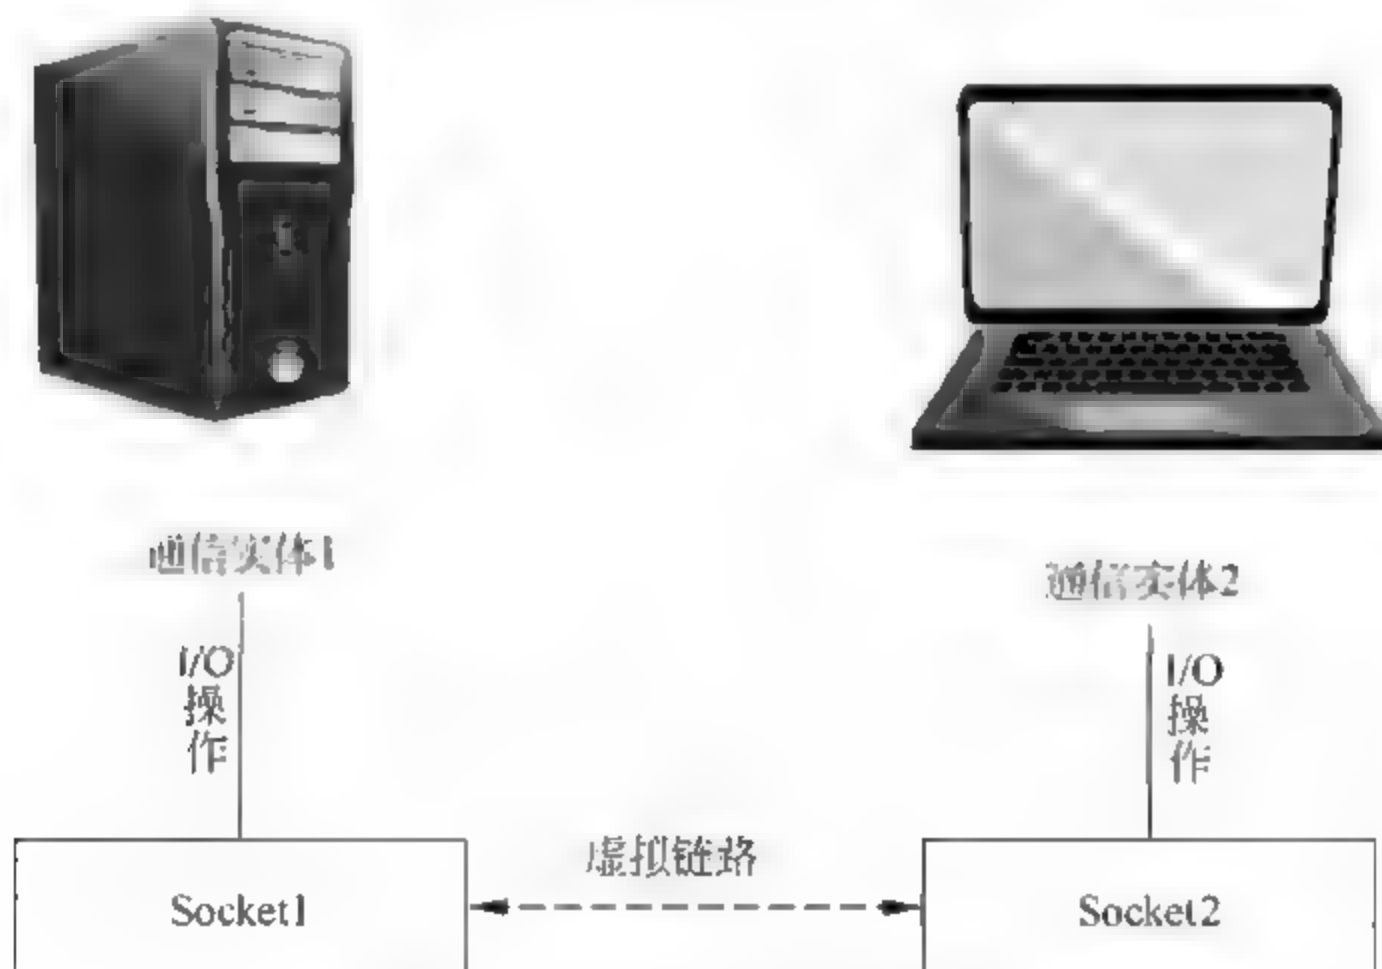 通信实体1
通信实体2
I/O
操
作
I/O
操
作
虚拟链路
Socket1
Socket2